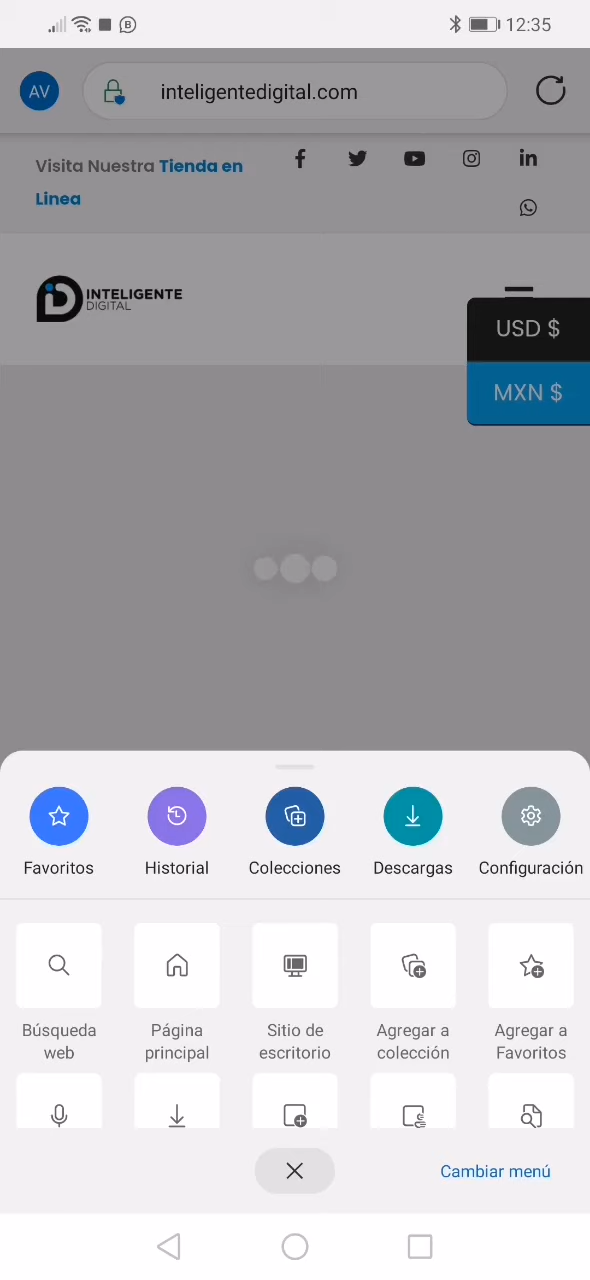 12:35
AV
inteligentedigital.com
Visita Nuestra Tienda en
Linea
INTELIGENTE
DIGITAL
USD $
MXN $
Favoritos
Historial
Colecciones
Descargas
Configuración
Búsqueda
web
Página
principal
Sitio de
escritorio
Agregar a
colección
Agregar a
Favoritos
Cambiar menú